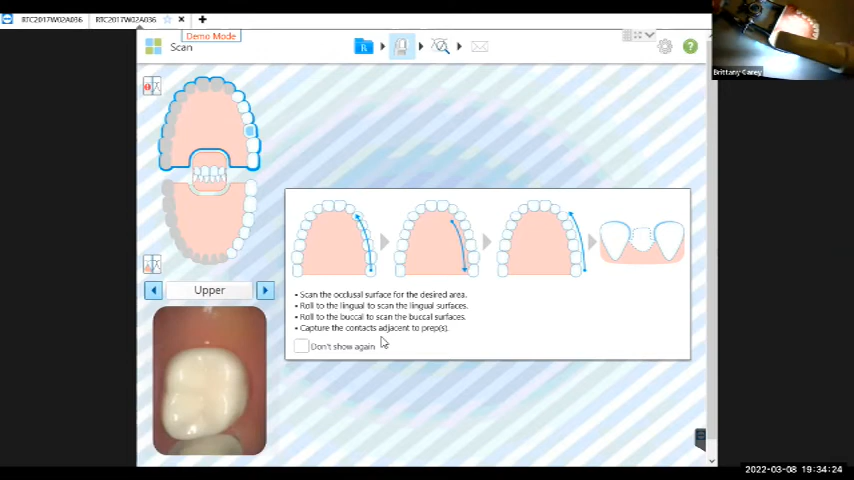 RTC2017W02A036
RTC2017W02A036
Demo Mode
Scan
Brittany Carey
Upper
• Scan the occlusal surface for the desired area.
• Roll to the lingual to scan the lingual surfaces.
• Roll to the buccal to scan the buccal surfaces.
• Capture the contacts adjacent to prep(s).
Don't show again
2022-03-08 19:34:24